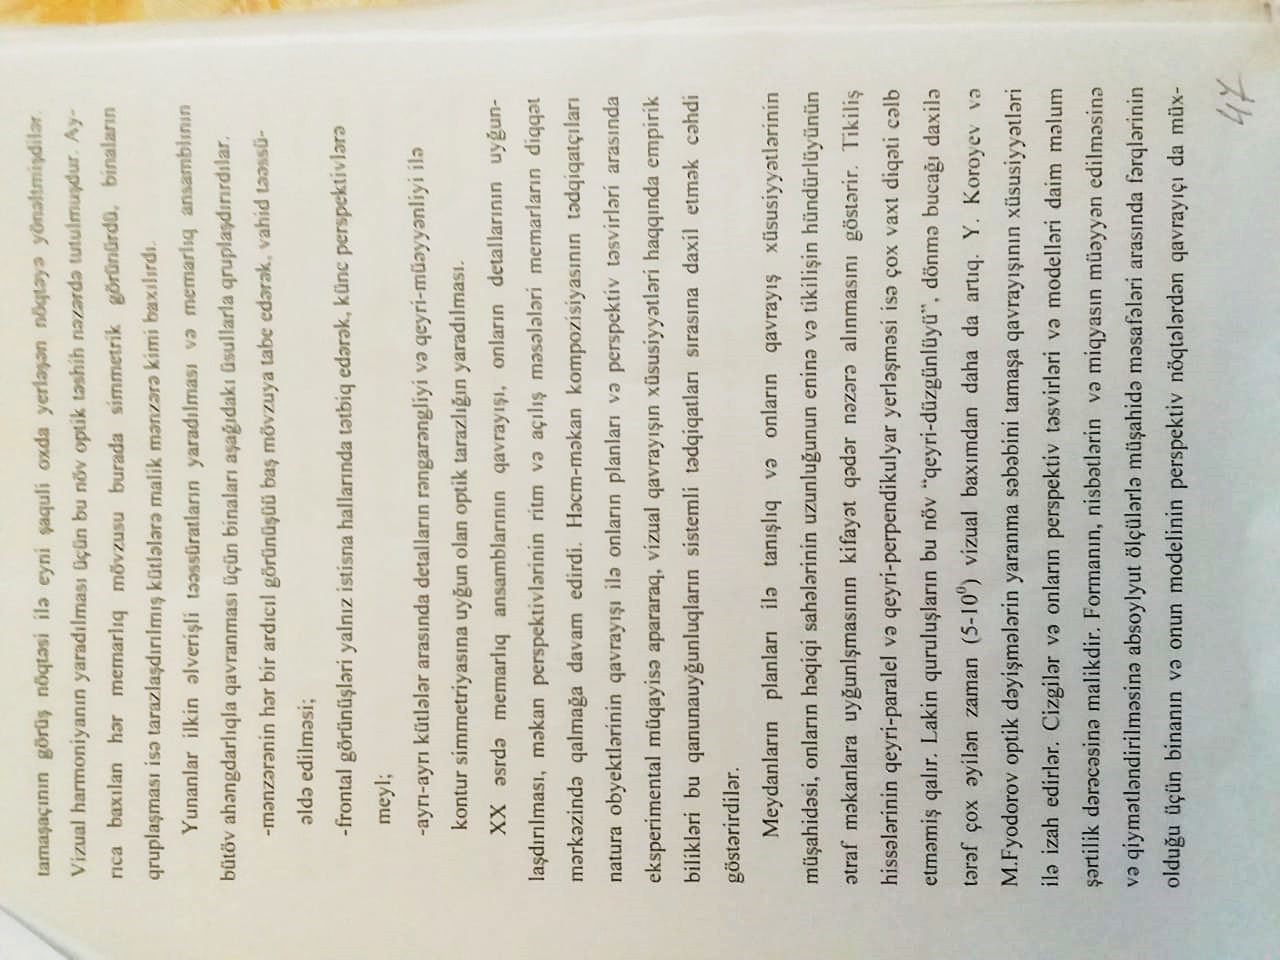 tamaşaçının görüş nöqtəsi ilə eyni şaquli oxda yerləşən nöqtəyə yönəltmişdilər.
Vizual harmoniyanın yaradılması üçün bu növ optik təshih nəzərdə tutulmuşdur. Ay-
rıca baxılan hər memarlıq mövzusu burada simmetrik görünürdü, binaların
qruplaşması isə tarazlaşdırılmış kütlələrə malik mənzərə kimi baxılırdı.
Yunanlar ilkin əlverişli təəssüratların yaradılması və memarlıq ansamblının
bütöv ahəngdarlıqla qavranması üçün binaları aşağıdakı üsullarla qruplaşdırırdılar.
-mənzərənin hər bir ardıcıl görünüşü baş mövzuya tabe edərək, vahid təəssü-
əldə edilməsi;
-frontal görünüşləri yalnız istisna hallarında tətbiq edərək, künc perspektivlərə
meyl;
-ayrı-ayrı kütlələr arasında detalların rəngarəngliyi və qeyri-müəyyənliyi ilə
kontur simmetriyasına uyğun olan optik tarazlığın yaradılması.
XX əsrdə memarlıq ansamblarının qavrayışı, onların detallarının uyğun-
laşdırılması, məkan perspektivlərinin ritm və açılış məsələləri memarların diqqət
mərkəzində qalmağa davam edirdi. Həcm-məkan kompozisiyasının tədqiqatçıları
natura obyektlərinin qavrayışı ilə onların planları və perspektiv təsvirləri arasında
eksperimental müqayisə apararaq, vizual qavrayışın xüsusiyyətləri haqqında empirik
bilikləri bu qanunauyğunluqların sistemli tədqiqatları sırasına daxil etmək cəhdi
göstərirdilər.
Meydanların planları ilə tanışlıq və onların qavrayış xüsusiyyətlərinin
müşahidəsi, onların həqiqi sahələrinin uzunluğunun eninə və tikilişin hündürlüyünün
ətraf məkanlara uyğunlşmasının kifayət qədər nəzərə alınmasını göstərir. Tikiliş
hissələrinin qeyri-paralel və qeyri-perpendikulyar yerləşməsi isə çox vaxt diqəti cəlb
etməmiş qalır. Lakin quruluşların bu növ "qeyri-düzgünlüyü", dönmə bucağı daxilə
tərəf çox əyilən zaman (5-10⁰) vizual baxımdan daha da artıq. Y. Koroyev və
M.Fyodorov optik dəyişmələrin yaranma səbəbini tamaşa qavrayışının xüsusiyyətləri
ilə izah edirlər. Cizgilər və onların perspektiv təsvirləri və modelləri daim məlum
şərtilik dərəcəsinə malikdir. Formanın, nisbətlərin və miqyasın müəyyən edilməsinə
və qiymətləndirilməsinə absoylyut ölçülərlə müşahidə məsafələri arasında fərqlərinin
olduğu üçün binanın və onun modelinin perspektiv nöqtələrdən qavrayıçı da müx-
47